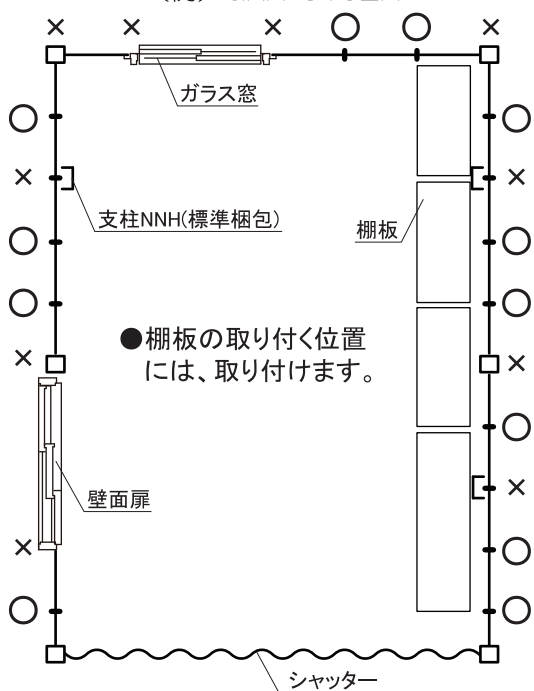 ガラス窓
支柱NNH(標準梱包)
棚板
●棚板の取り付く位置
には、取り付けます。
壁面扉
シャッター